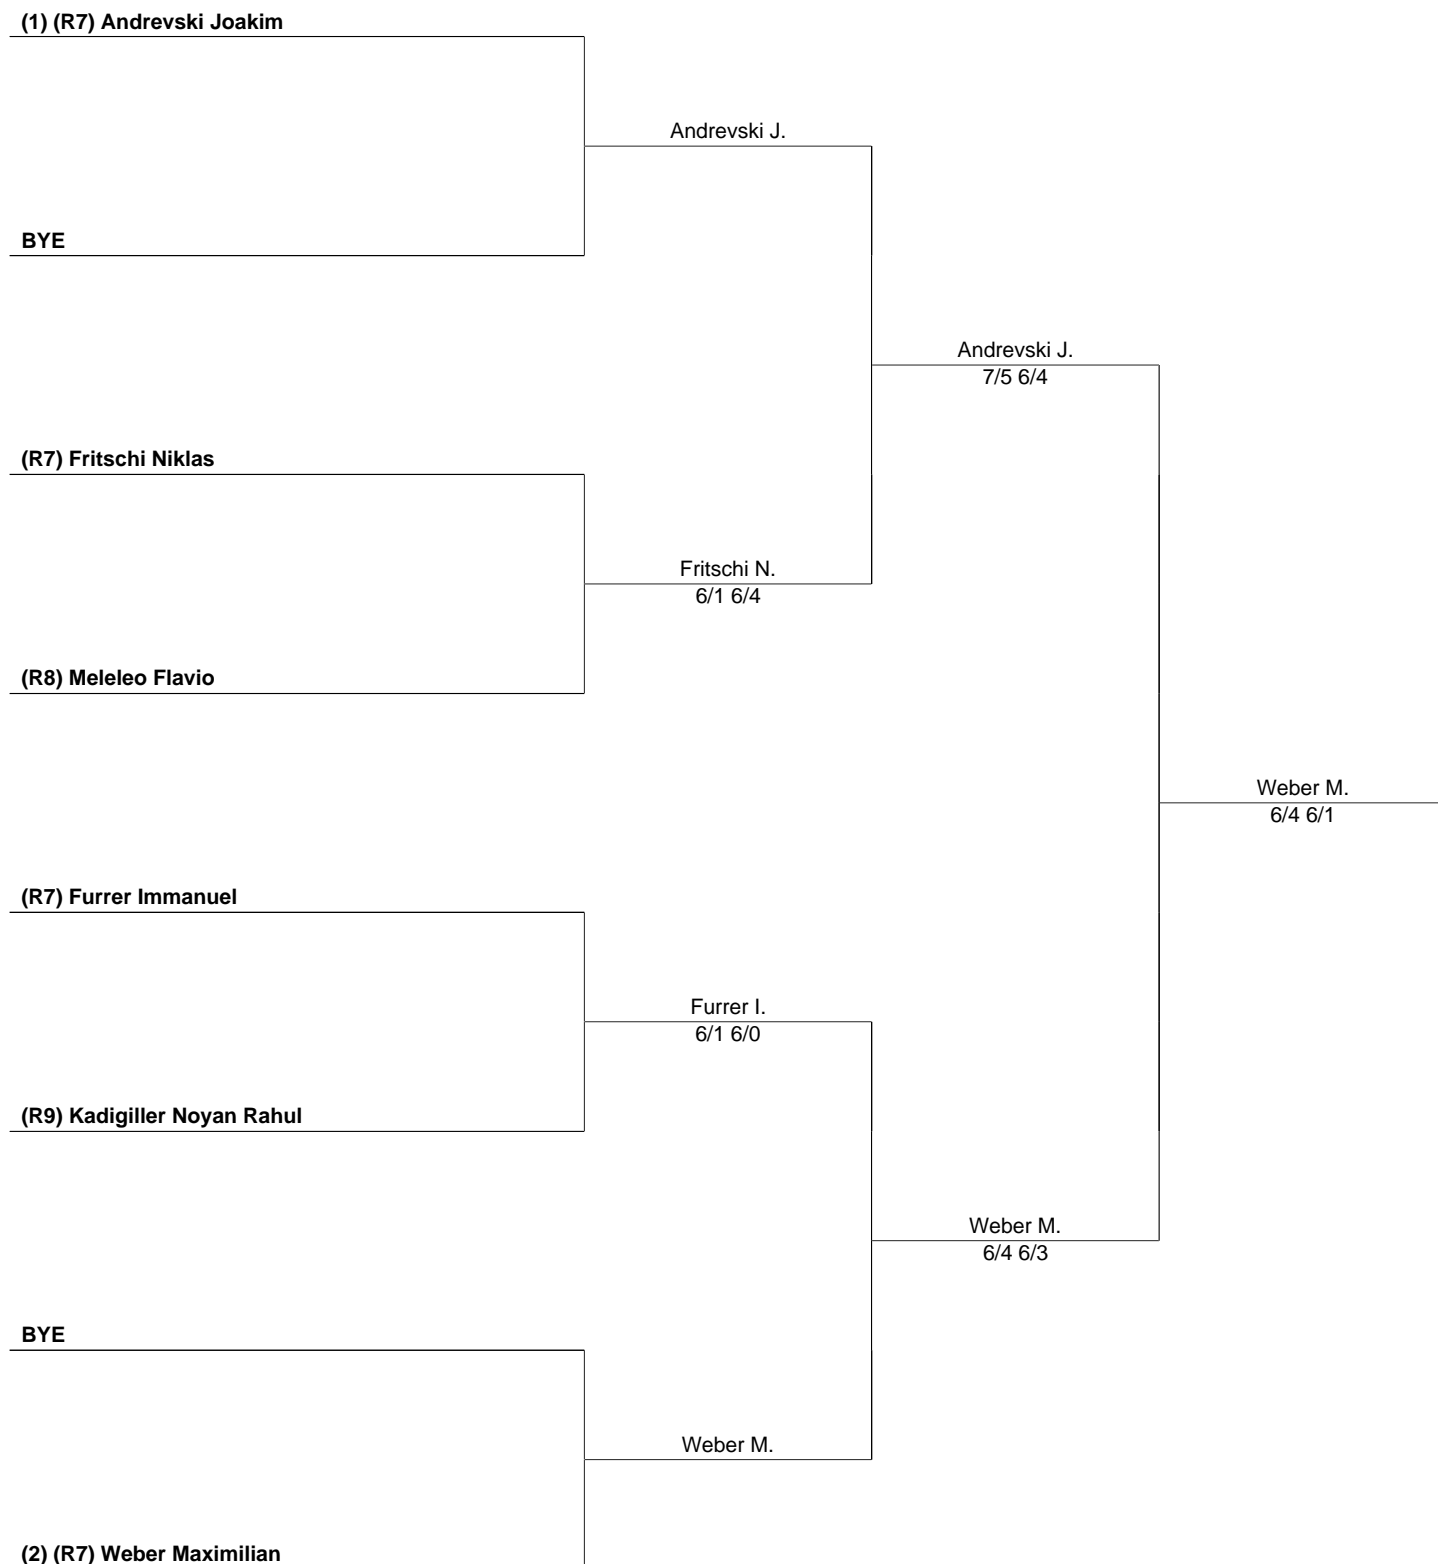 (1) (R7) Andrevski Joakim
Andrevski J.
BYE
Andrevski J.
7/5 6/4
(R7) Fritschi Niklas
Fritschi N.
6/1 6/4
(R8) Meleleo Flavio
Weber M.
6/4 6/1
(R7) Furrer Immanuel
Furrer I.
6/1 6/0
(R9) Kadigiller Noyan Rahul
Weber M.
6/4 6/3
BYE
Weber M.
(2) (R7) Weber Maximilian